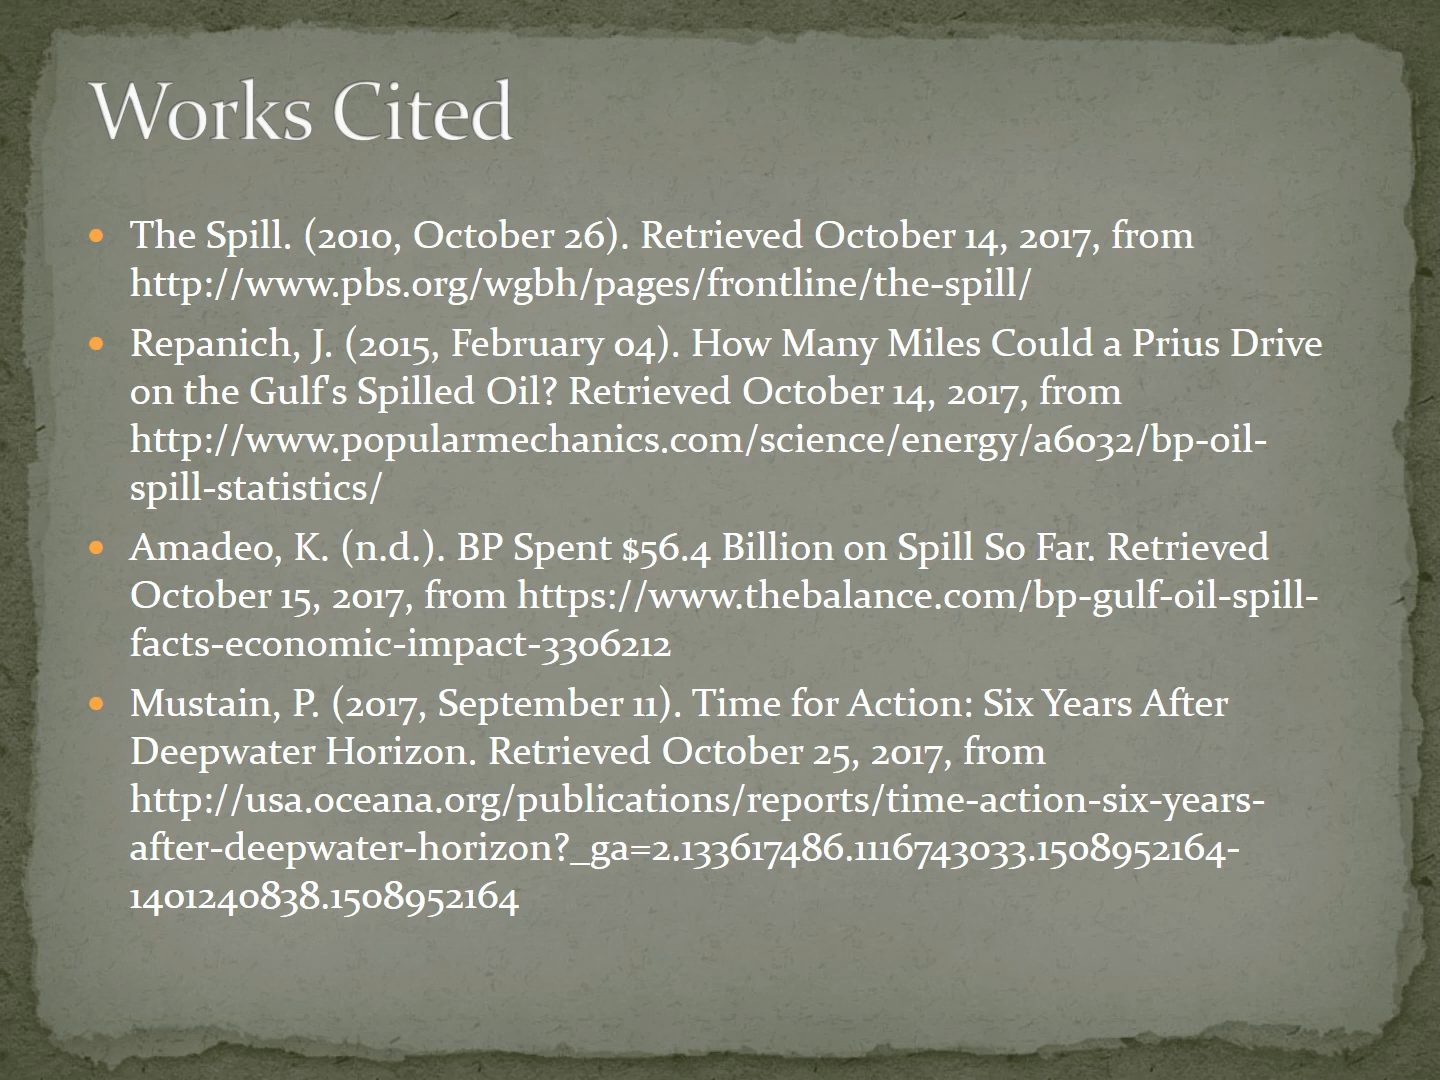 Works Cited
The Spill. (2010, October 26). Retrieved October 14, 2017, from
http://www.pbs.org/wgbh/pages/frontline/the-spill/
Repanich, J. (2015, February 04). How Many Miles Could a Prius Drive
on the Gulf's Spilled Oil? Retrieved October 14, 2017, from
http://www.popularmechanics.com/science/energy/a6032/bp-oil-
spill-statistics/
Amadeo, K. (n.d.). BP Spent $56.4 Billion on Spill So Far. Retrieved
October 15, 2017, from https://www.thebalance.com/bp-gulf-oil-spill-
facts-economic-impact-3306212
Mustain, P. (2017, September 11). Time for Action: Six Years After
Deepwater Horizon. Retrieved October 25, 2017, from
http://usa.oceana.org/publications/reports/time-action-six-years-
after-deepwater-horizon?_ga=2.133617486.1116743033.1508952164-
1401240838.1508952164